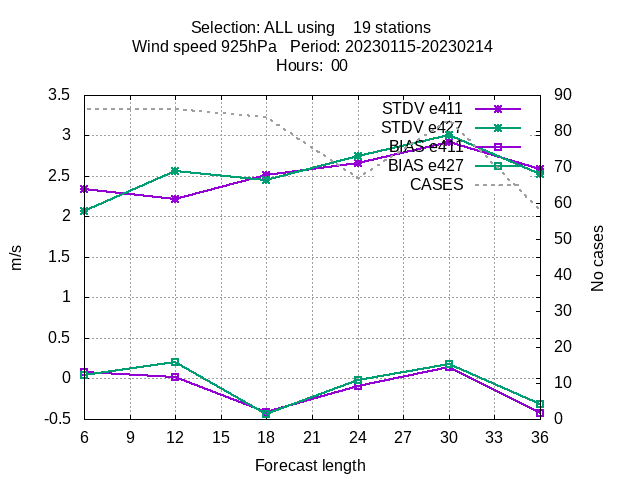 Selection: ALL using    19 stations
Wind speed 925hPa   Period: 20230115-20230214
Hours:  00
3.5
3
2.5
2
1.5
1
0.5
0
-0.5
90
80
70
60
50
40
30
20
10
0
STDV e411
STDV e427
BIAS e411
BIAS e427
CASES
m/s
No cases
6 9 12 15 18 21 24 27 30 33 36
Forecast length